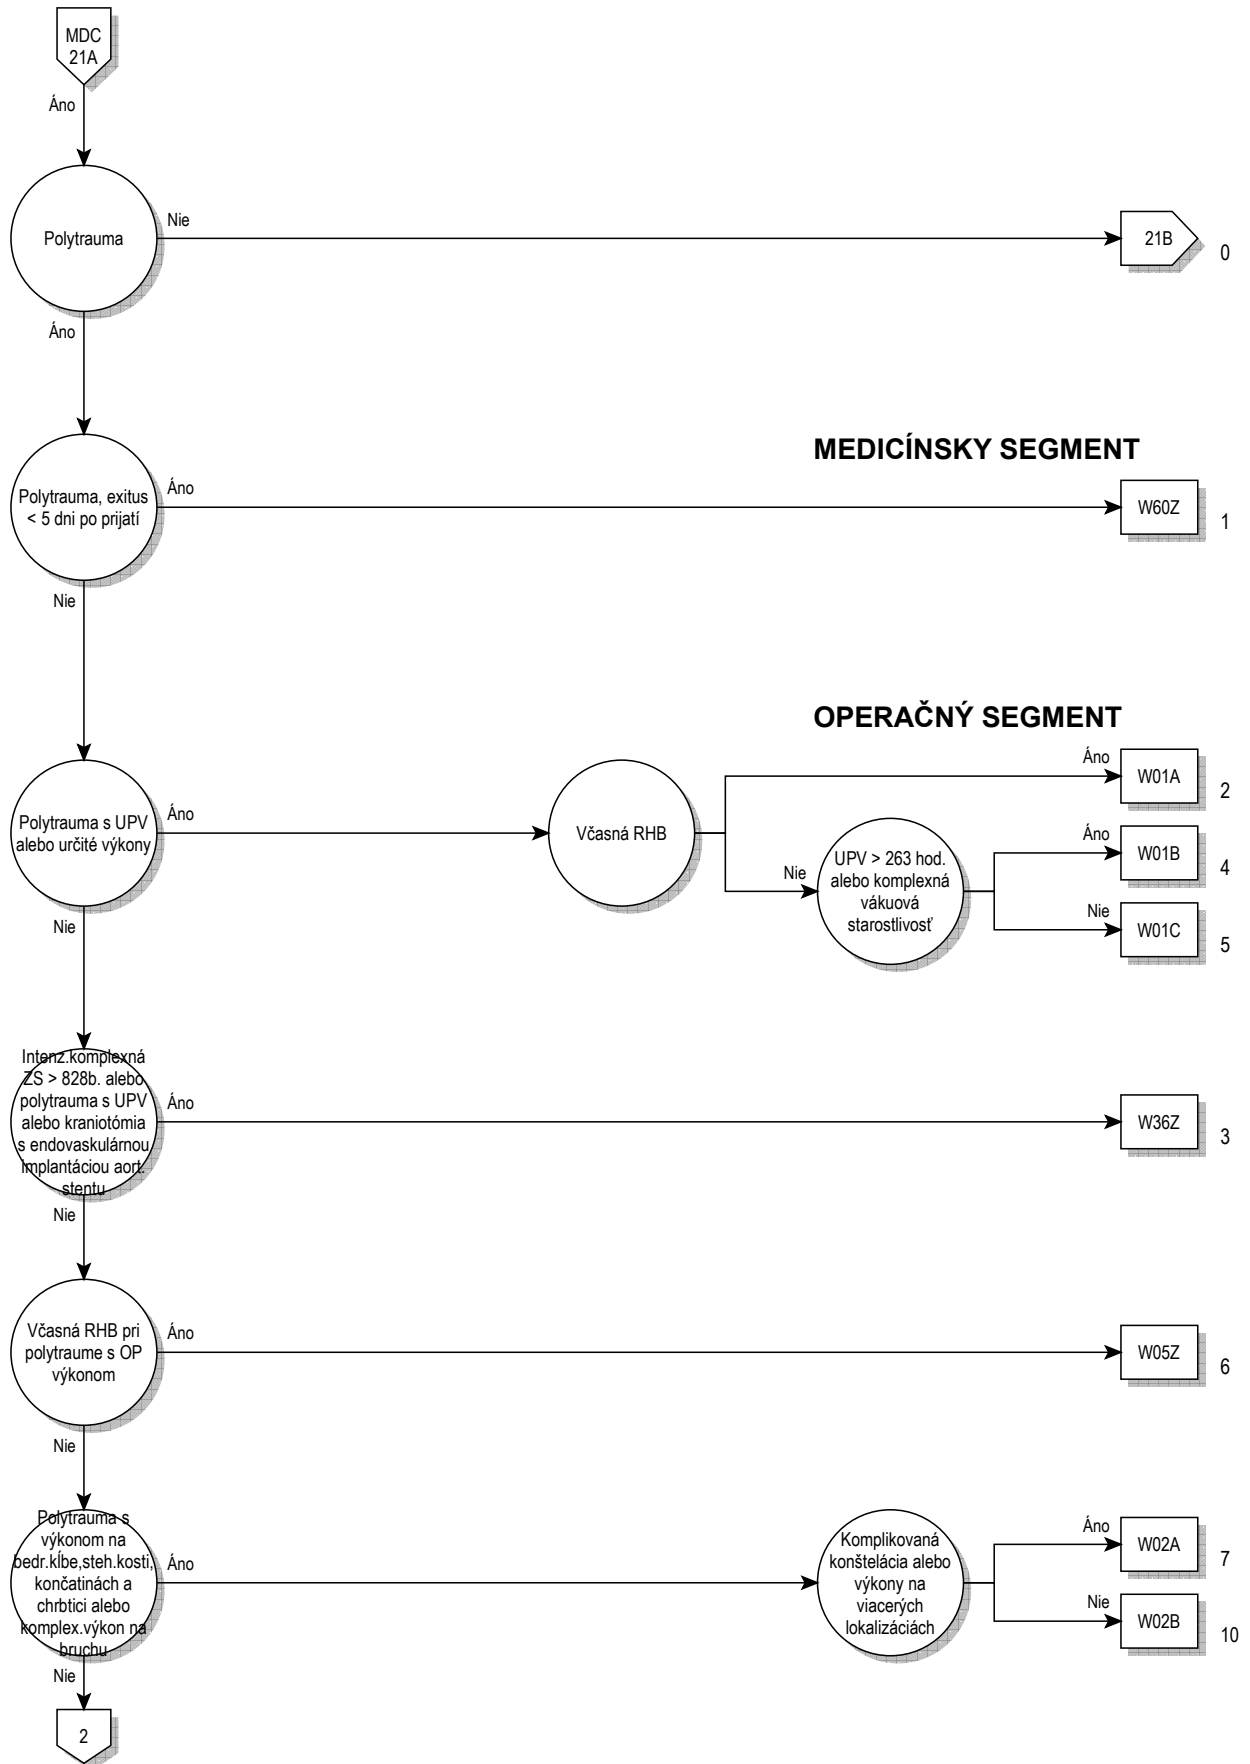 MDC
21A
Áno
Polytrauma
Nie
21B
0
Áno
MEDICÍNSKY SEGMENT
Polytrauma, exitus
< 5 dni po prijatí
Áno
W60Z
1
Nie
OPERAČNÝ SEGMENT
Polytrauma s UPV
alebo určité výkony
Áno
Včasná RHB
Áno
W01A
2
Nie
UPV > 263 hod.
alebo komplexná
vákuová
starostlivosť
Áno
W01B
4
Nie
W01C
5
Nie
Intenz.komplexná
ZS > 828b. alebo
polytrauma s UPV
alebo kraniotómia
s endovaskulárnou
implantáciou aort.
stentu
Áno
W36Z
3
Nie
Včasná RHB pri
polytraume s OP
výkonom
Áno
W05Z
6
Nie
Polytrauma s
výkonom na
bedr.kĺbe,steh.kosti,
končatinách a
chrbtici alebo
komplex.výkon na
bruchu
Áno
Komplikovaná
konštelácia alebo
výkony na
viacerých
lokalizáciách
Áno
W02A
7
Nie
W02B
10
Nie
2